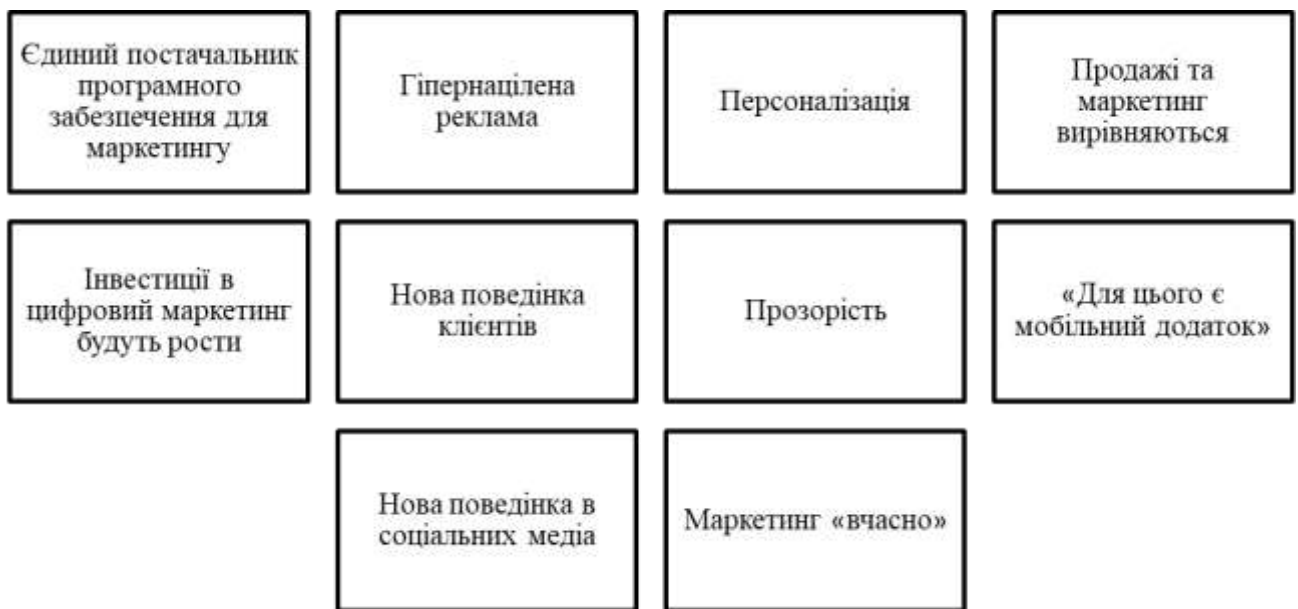 Єдиний постачальник
програмного
забезпечення для
маркетингу
Гіпернацілена
реклама
Персоналізація
Продажі та
маркетинг
вирівняються
Інвестиції в
цифровий маркетинг
будуть рости
Нова поведінка
клієнтів
Прозорість
«Для цього є
мобільний додаток»
Нова поведінка в
соціальних медіа
Маркетинг «вчасно»